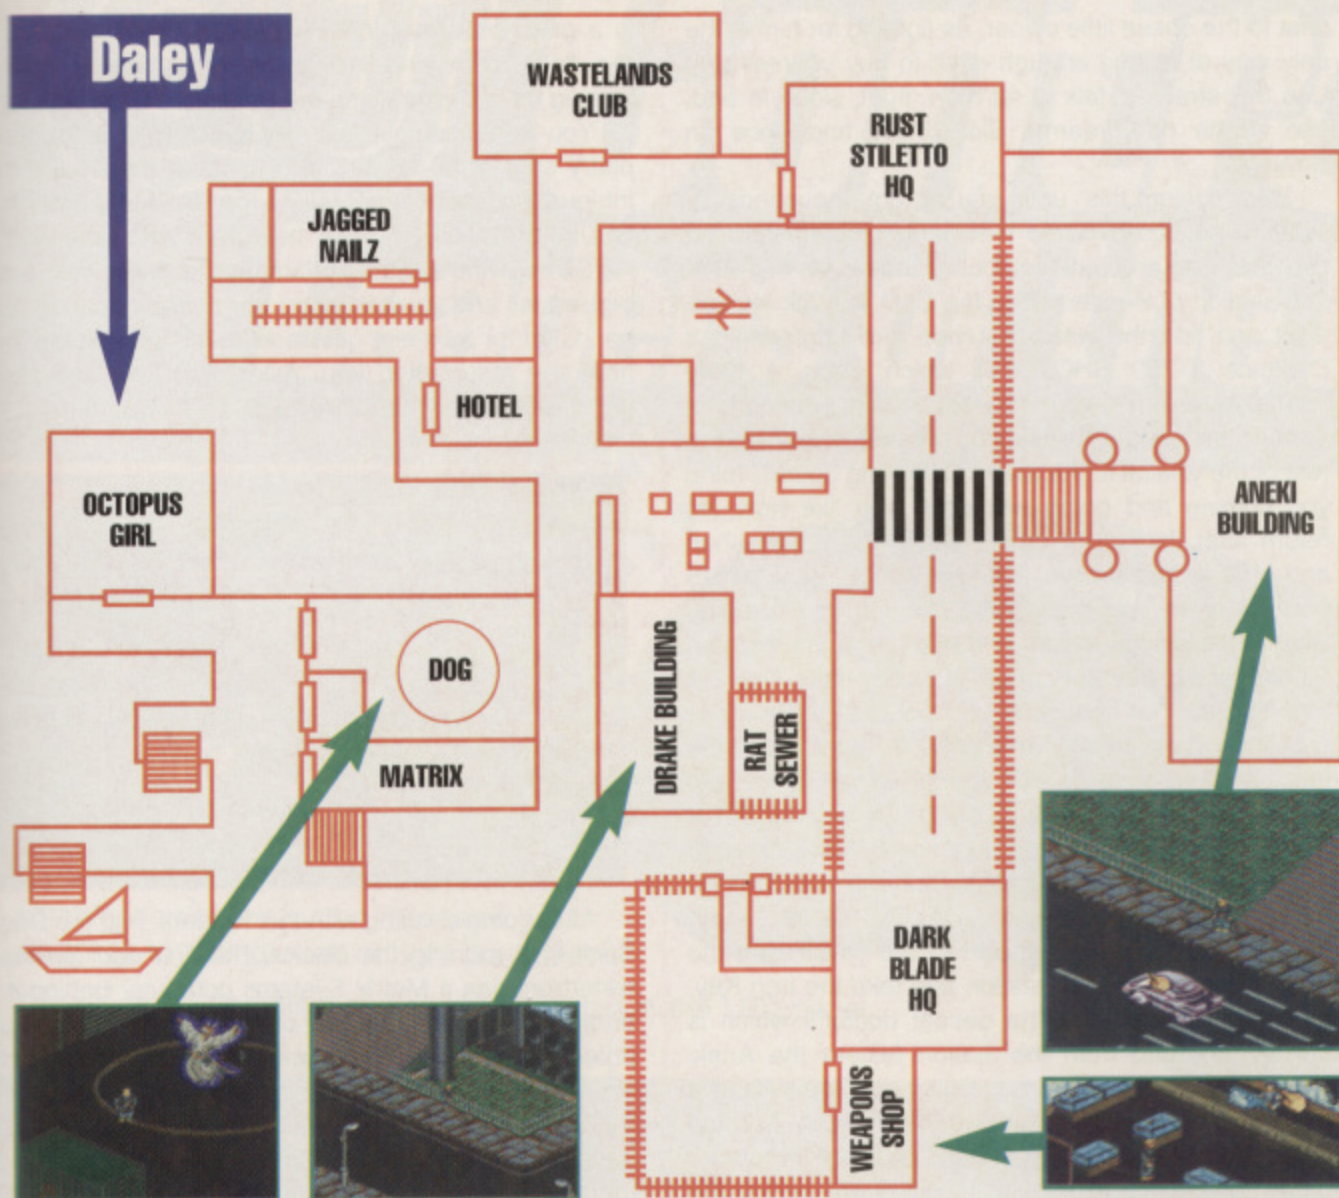 Daley
WASTELANDS
CLUB
RUST
STILETTO
HQ
JAGGED
NAILZ
HOTEL
OCTOPUS
GIRL
ANEKI
BUILDING
DOG
DRAKE BUILDING
RAT
SEWER
MATRIX
DARK
BLADE
HQ
WEAPONS
SHOP